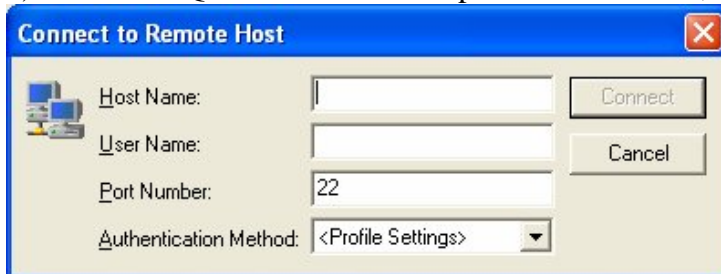 Connect to Remote Host
Host Name:
Connect
User Name:
Cancel
Port Number: 22
Authentication Method: <Profile Settings>